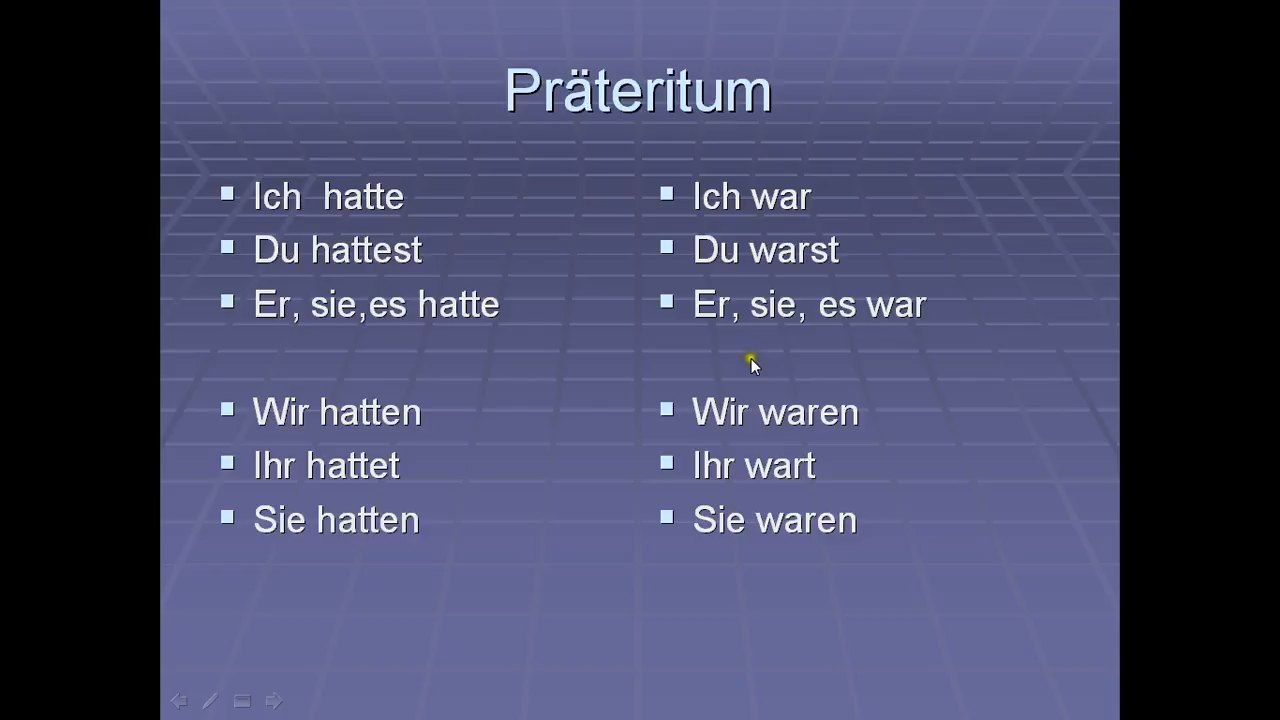 Präteritum
Ich  hatte
Du hattest
Er, sie,es hatte
Wir hatten
Ihr hattet
Sie hatten
Ich war
Du warst
Er, sie, es war
Wir waren
Ihr wart
Sie waren